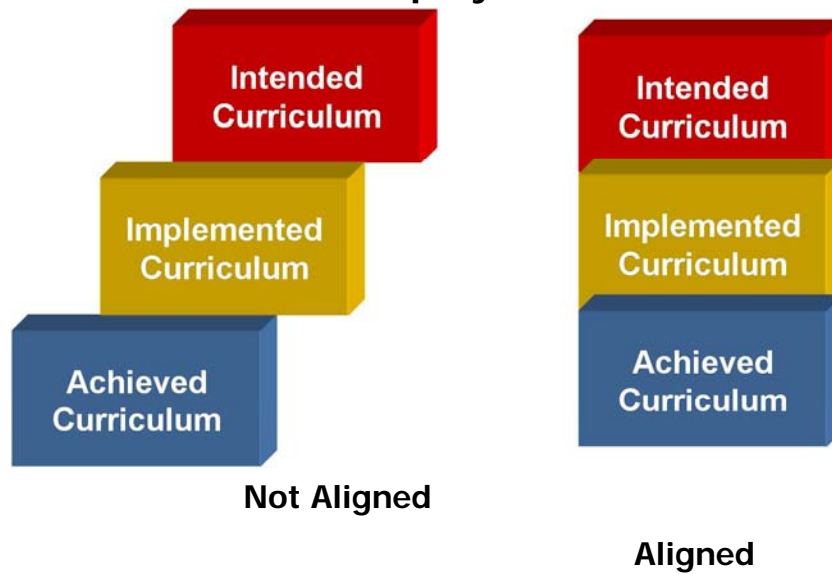 Intended
Curriculum
Implemented
Curriculum
Achieved
Curriculum
Not Aligned
Intended
Curriculum
Implemented
Curriculum
Achieved
Curriculum
Aligned